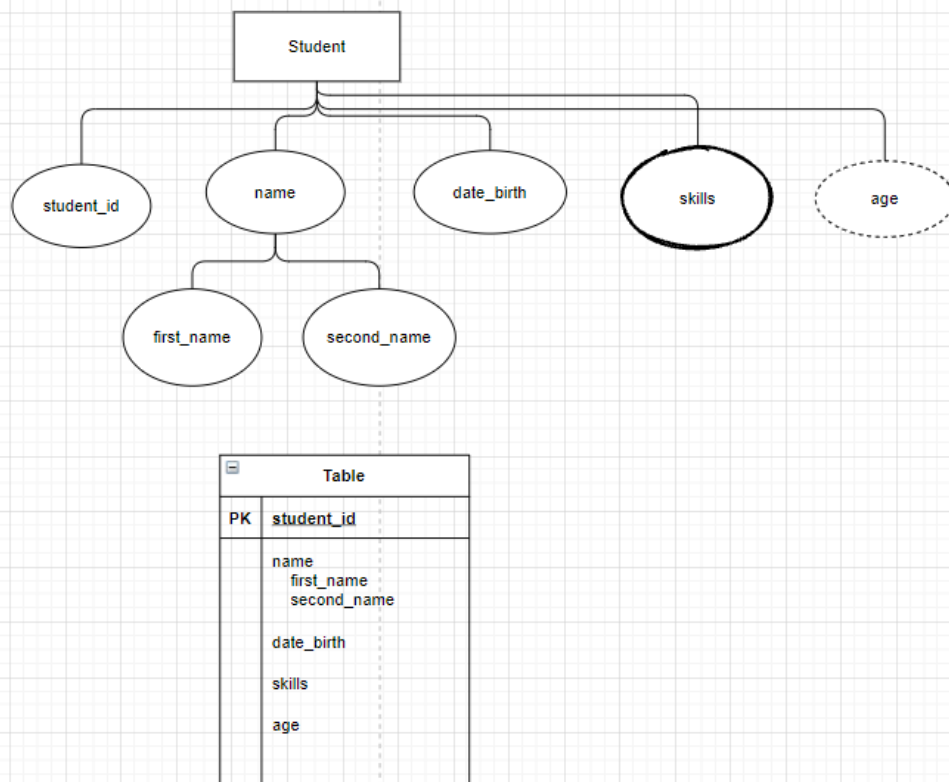 Student
student_id
name
date_birth
skills
age
first_name
second_name
Table
PK student_id
name
first_name
second_name
date_birth
skills
age